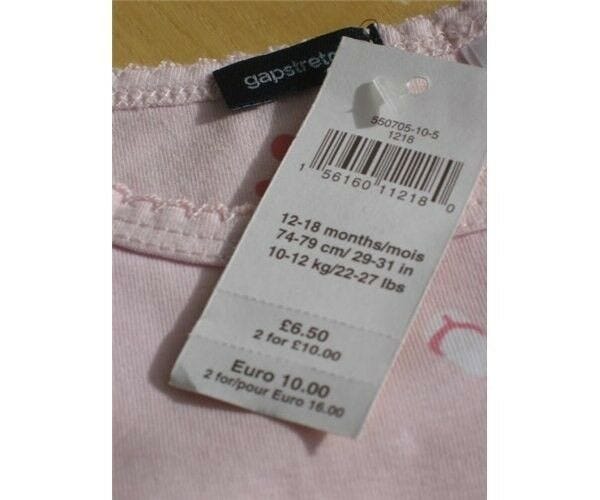 gapstretch
550705-10-5
1218
1 56160 11218 0
12-18 months/mois
74-79 cm/ 29-31 in
10-12 kg/22-27 lbs
£6.50
2 for £10.00
Euro 10.00
2 for/pour Euro 16.00